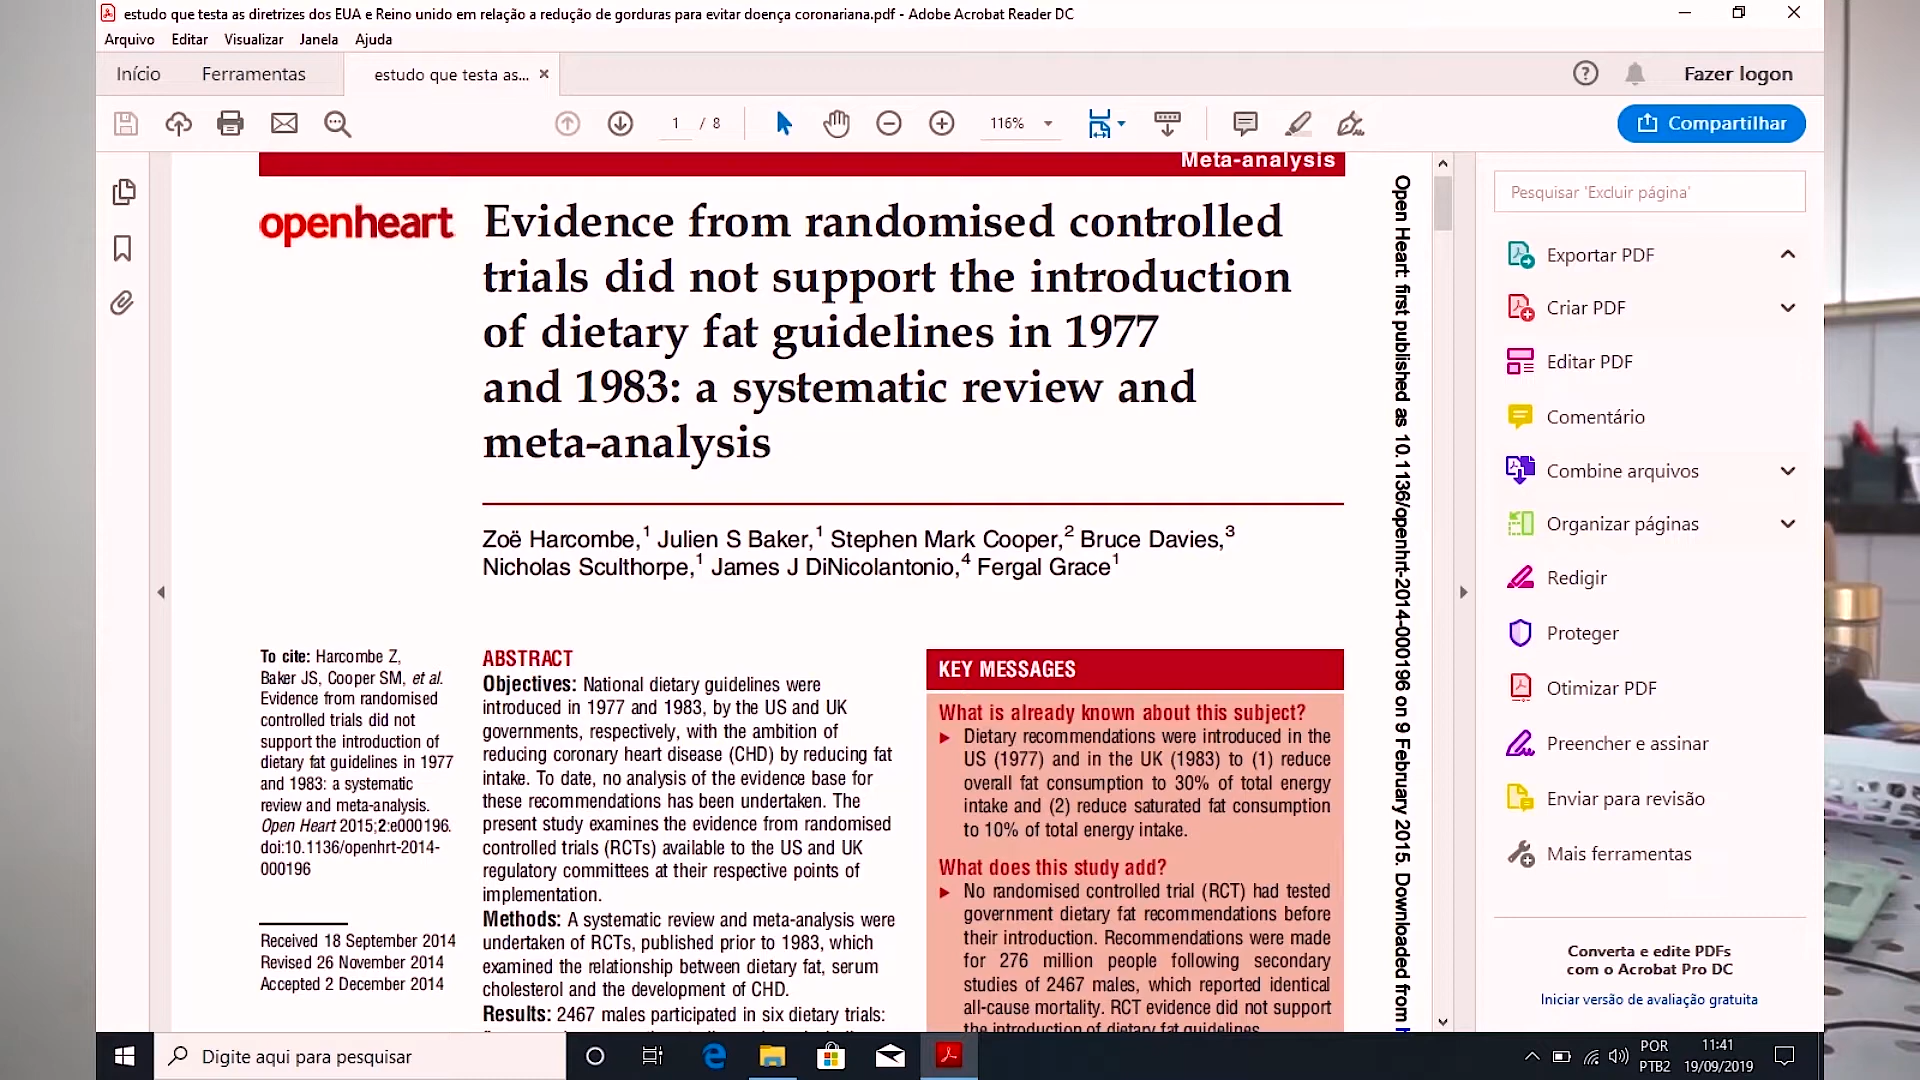 estudo que testa as diretrizes dos EUA e Reino unido em relação a redução de gorduras para evitar doença coronariana.pdf - Adobe Acrobat Reader DC
Arquivo Editar Visualizar Janela Ajuda
Início Ferramentas estudo que testa as... × Fazer logon
1 / 8 116% Compartilhar
Meta-analysis
openheart
Evidence from randomised controlled
trials did not support the introduction
of dietary fat guidelines in 1977
and 1983: a systematic review and
meta-analysis
Zoë Harcombe,1 Julien S Baker,1 Stephen Mark Cooper,2 Bruce Davies,3
Nicholas Sculthorpe,1 James J DiNicolantonio,4 Fergal Grace1
To cite: Harcombe Z,
Baker JS, Cooper SM, et al.
Evidence from randomised
controlled trials did not
support the introduction of
dietary fat guidelines in 1977
and 1983: a systematic
review and meta-analysis.
Open Heart 2015;2:e000196.
doi:10.1136/openhrt-2014-
000196
Received 18 September 2014
Revised 26 November 2014
Accepted 2 December 2014
ABSTRACT
Objectives: National dietary guidelines were
introduced in 1977 and 1983, by the US and UK
governments, respectively, with the ambition of
reducing coronary heart disease (CHD) by reducing fat
intake. To date, no analysis of the evidence base for
these recommendations has been undertaken. The
present study examines the evidence from randomised
controlled trials (RCTs) available to the US and UK
regulatory committees at their respective points of
implementation.
Methods: A systematic review and meta-analysis were
undertaken of RCTs, published prior to 1983, which
examined the relationship between dietary fat, serum
cholesterol and the development of CHD.
Results: 2467 males participated in six dietary trials:
KEY MESSAGES
What is already known about this subject?
▸ Dietary recommendations were introduced in the
US (1977) and in the UK (1983) to (1) reduce
overall fat consumption to 30% of total energy
intake and (2) reduce saturated fat consumption
to 10% of total energy intake.
What does this study add?
▸ No randomised controlled trial (RCT) had tested
government dietary fat recommendations before
their introduction. Recommendations were made
for 276 million people following secondary
studies of 2467 males, which reported identical
all-cause mortality. RCT evidence did not support
the introduction of dietary fat guidelines.
Open Heart: first published as 10.1136/openhrt-2014-000196 on 9 February 2015. Downloaded from
Pesquisar 'Excluir página'
Exportar PDF
Criar PDF
Editar PDF
Comentário
Combine arquivos
Organizar páginas
Redigir
Proteger
Otimizar PDF
Preencher e assinar
Enviar para revisão
Mais ferramentas
Converta e edite PDFs
com o Acrobat Pro DC
Iniciar versão de avaliação gratuita
Digite aqui para pesquisar
POR
PTB2
11:41
19/09/2019